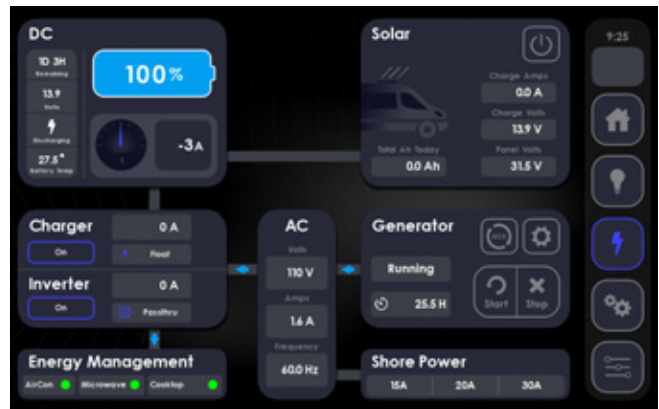 DC
1D 3H
Remaining
13.9
Volts
Discharging
27.5°
Battery Temp
100%
-3A
Solar
Charge Amps
0.0 A
Charge Volts
13.9 V
Total Ah Today
0.0 Ah
Panel Volts
31.5 V
9:25
Charger
0 A
On
Float
Inverter
0 A
On
Passthru
AC
Volts
110 V
Amps
1.6 A
Frequency
60.0 Hz
Generator
Running
25.5 H
Start
Stop
Energy Management
AirCon
Microwave
Cooktop
Shore Power
15A
20A
30A